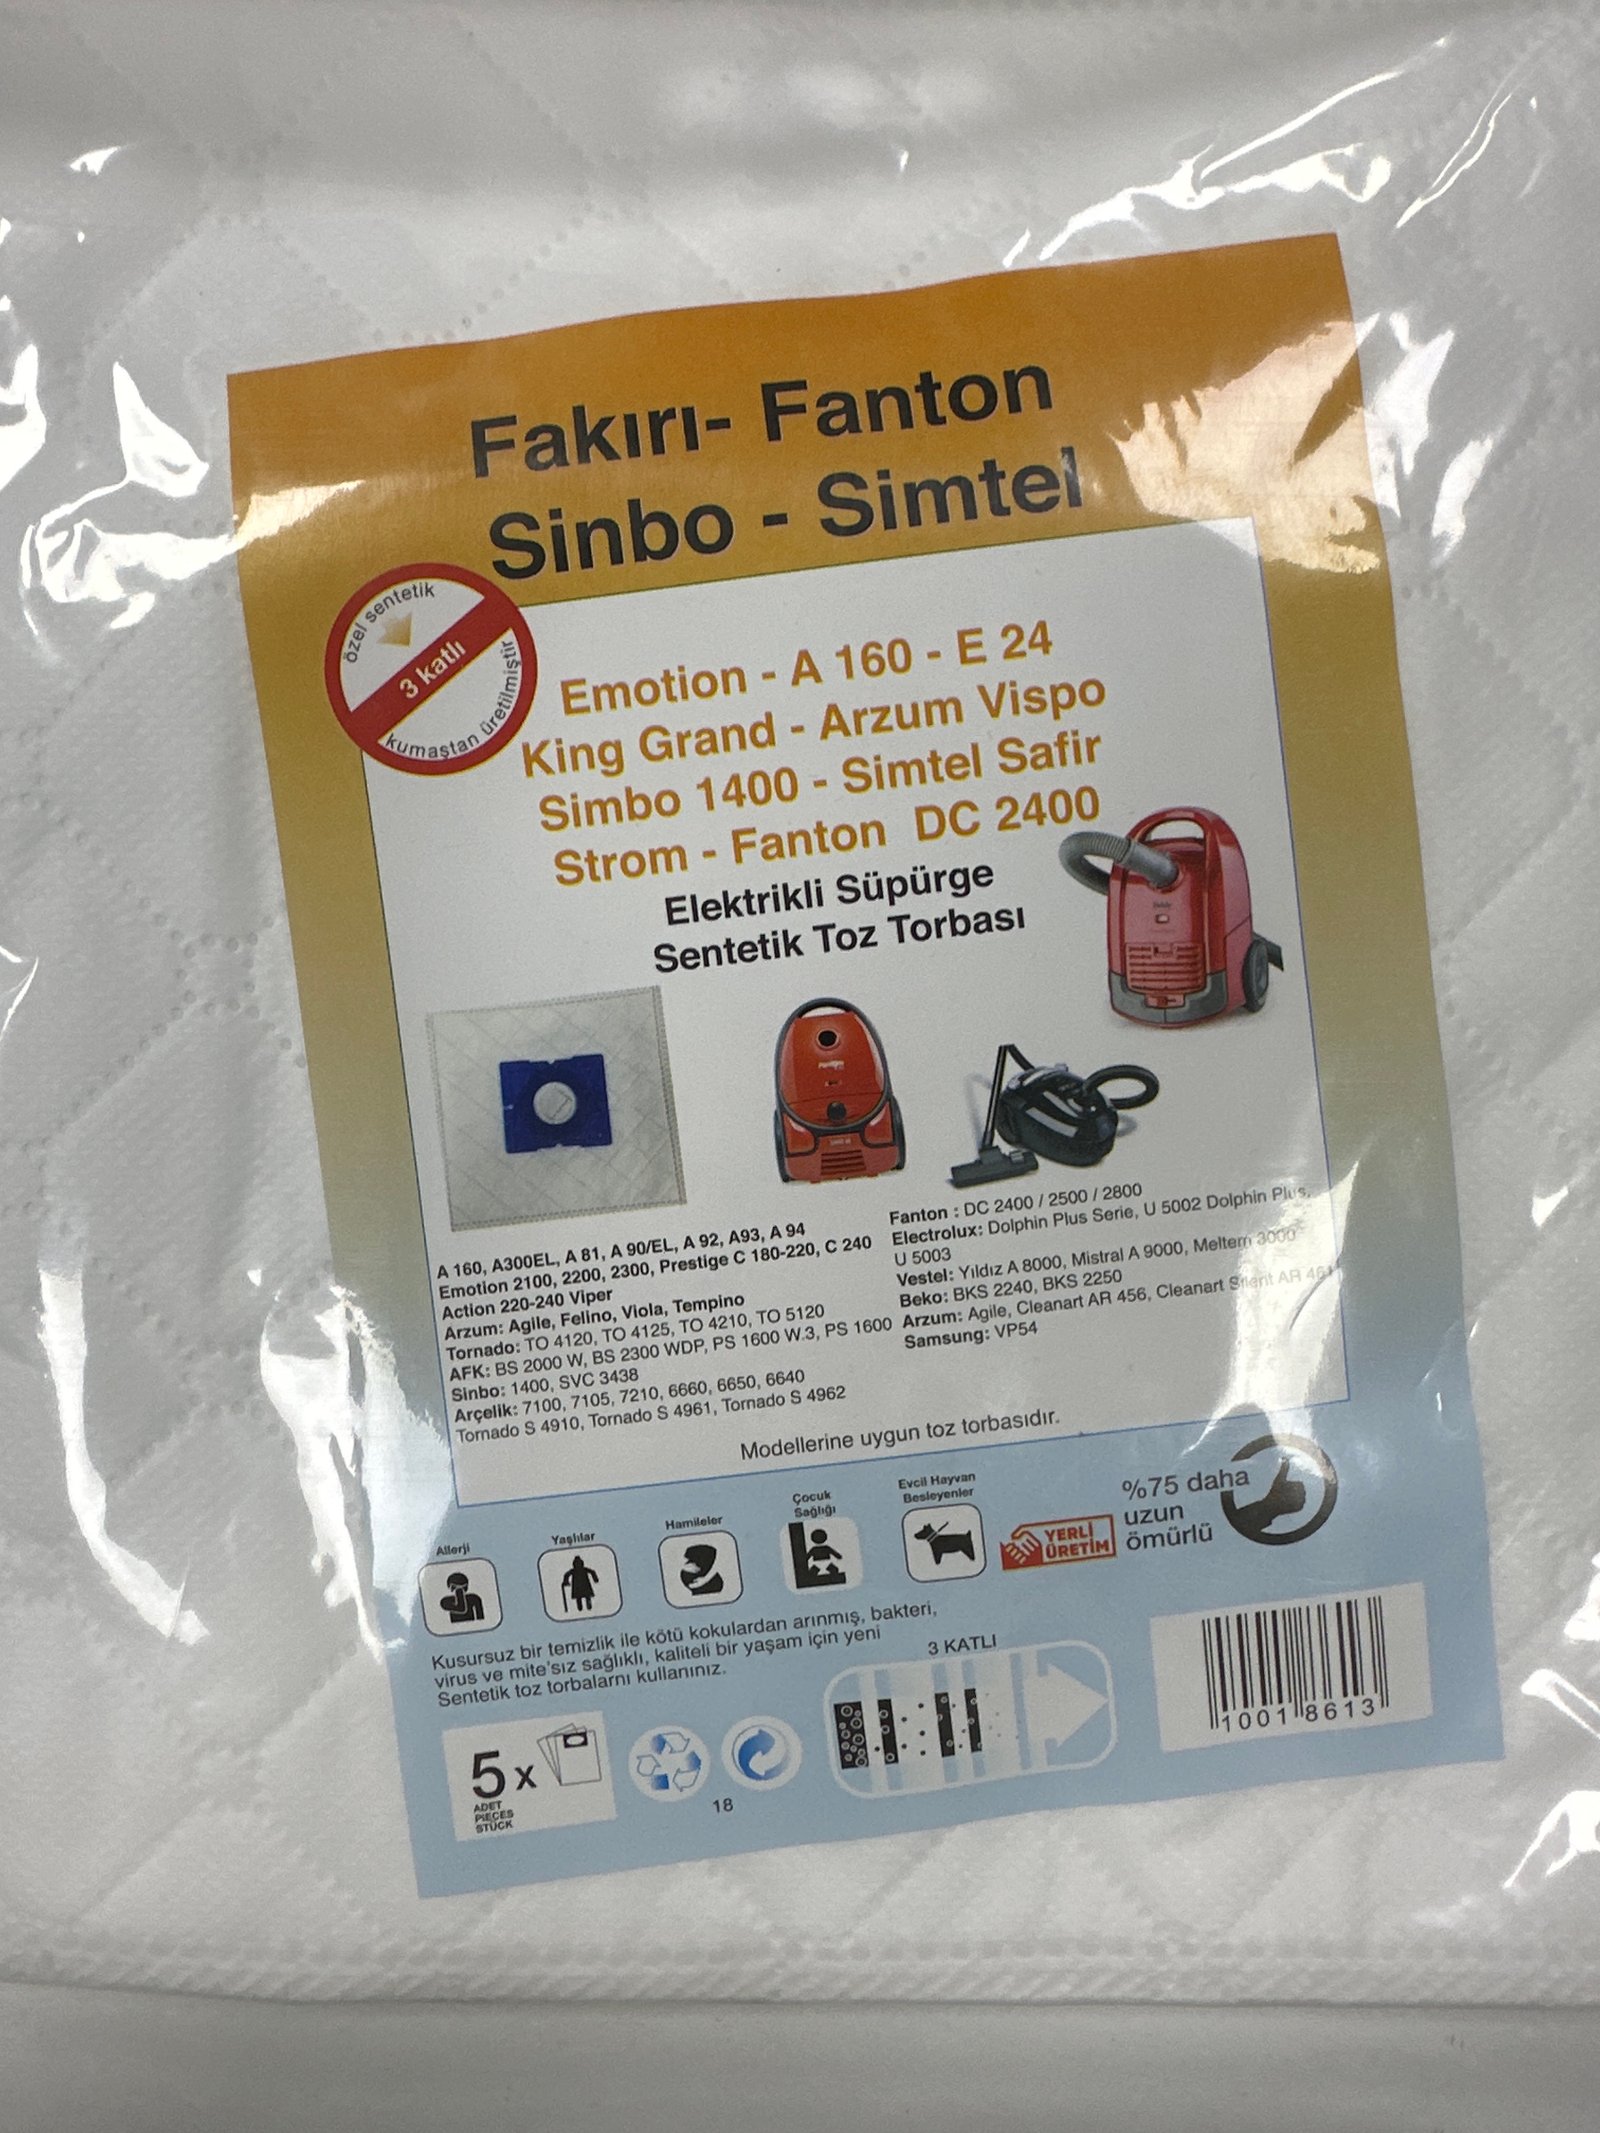 Fakırı- Fanton
Sinbo - Simtel
özel sentetik
3 katlı
kumaştan üretilmiştir
Emotion - A 160 - E 24
King Grand - Arzum Vispo
Simbo 1400 - Simtel Safir
Strom - Fanton DC 2400
Elektrikli Süpürge
Sentetik Toz Torbası
A 160, A300EL, A 81, A 90/EL, A 92, A93, A 94
Emotion 2100, 2200, 2300, Prestige C 180-220, C 240
Action 220-240 Viper
Arzum: Agile, Felino, Viola, Tempino
Tornado: TO 4120, TO 4125, TO 4210, TO 5120
AFK: BS 2000 W, BS 2300 WDP, PS 1600 W.3, PS 1600
Sinbo: 1400, SVC 3438
Arçelik: 7100, 7105, 7210, 6660, 6650, 6640
Tornado S 4910, Tornado S 4961, Tornado S 4962
Fanton : DC 2400 / 2500 / 2800
Electrolux: Dolphin Plus Serie, U 5002 Dolphin Plus,
U 5003
Vestel: Yıldız A 8000, Mistral A 9000, Meltem 3000
Beko: BKS 2240, BKS 2250
Arzum: Agile, Cleanart AR 456, Cleanart Silent AR
Samsung: VP54
Modellerine uygun toz torbasıdır.
Allerji
Yaşlılar
Hamileler
Çocuk
Sağlığı
Evcil Hayvan
Besleyenler
YERLİ
ÜRETİM
%75 daha
uzun
ömürlü
Kusursuz bir temizlik ile kötü kokulardan arınmış, bakteri,
virus ve mite'sız sağlıklı, kaliteli bir yaşam için yeni
Sentetik toz torbalarnı kullanınız.
3 KATLI
5 x
ADET
PIECES
STÜCK
18
10018613